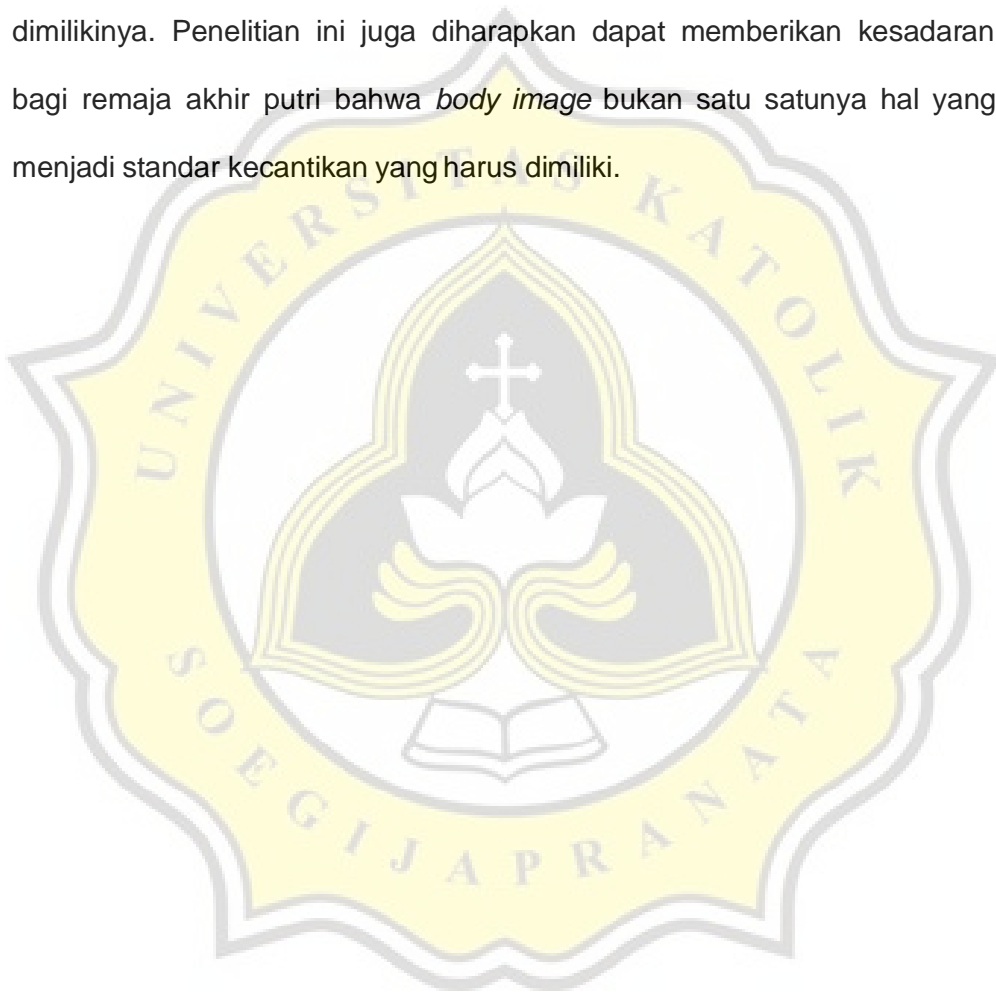 dimilikinya. Penelitian ini juga diharapkan dapat memberikan kesadaran
bagi remaja akhir putri bahwa body image bukan satu satunya hal yang
menjadi standar kecantikan yang harus dimiliki.
UNIVERSITAS KATOLIK
SOEGIJAPRANATA